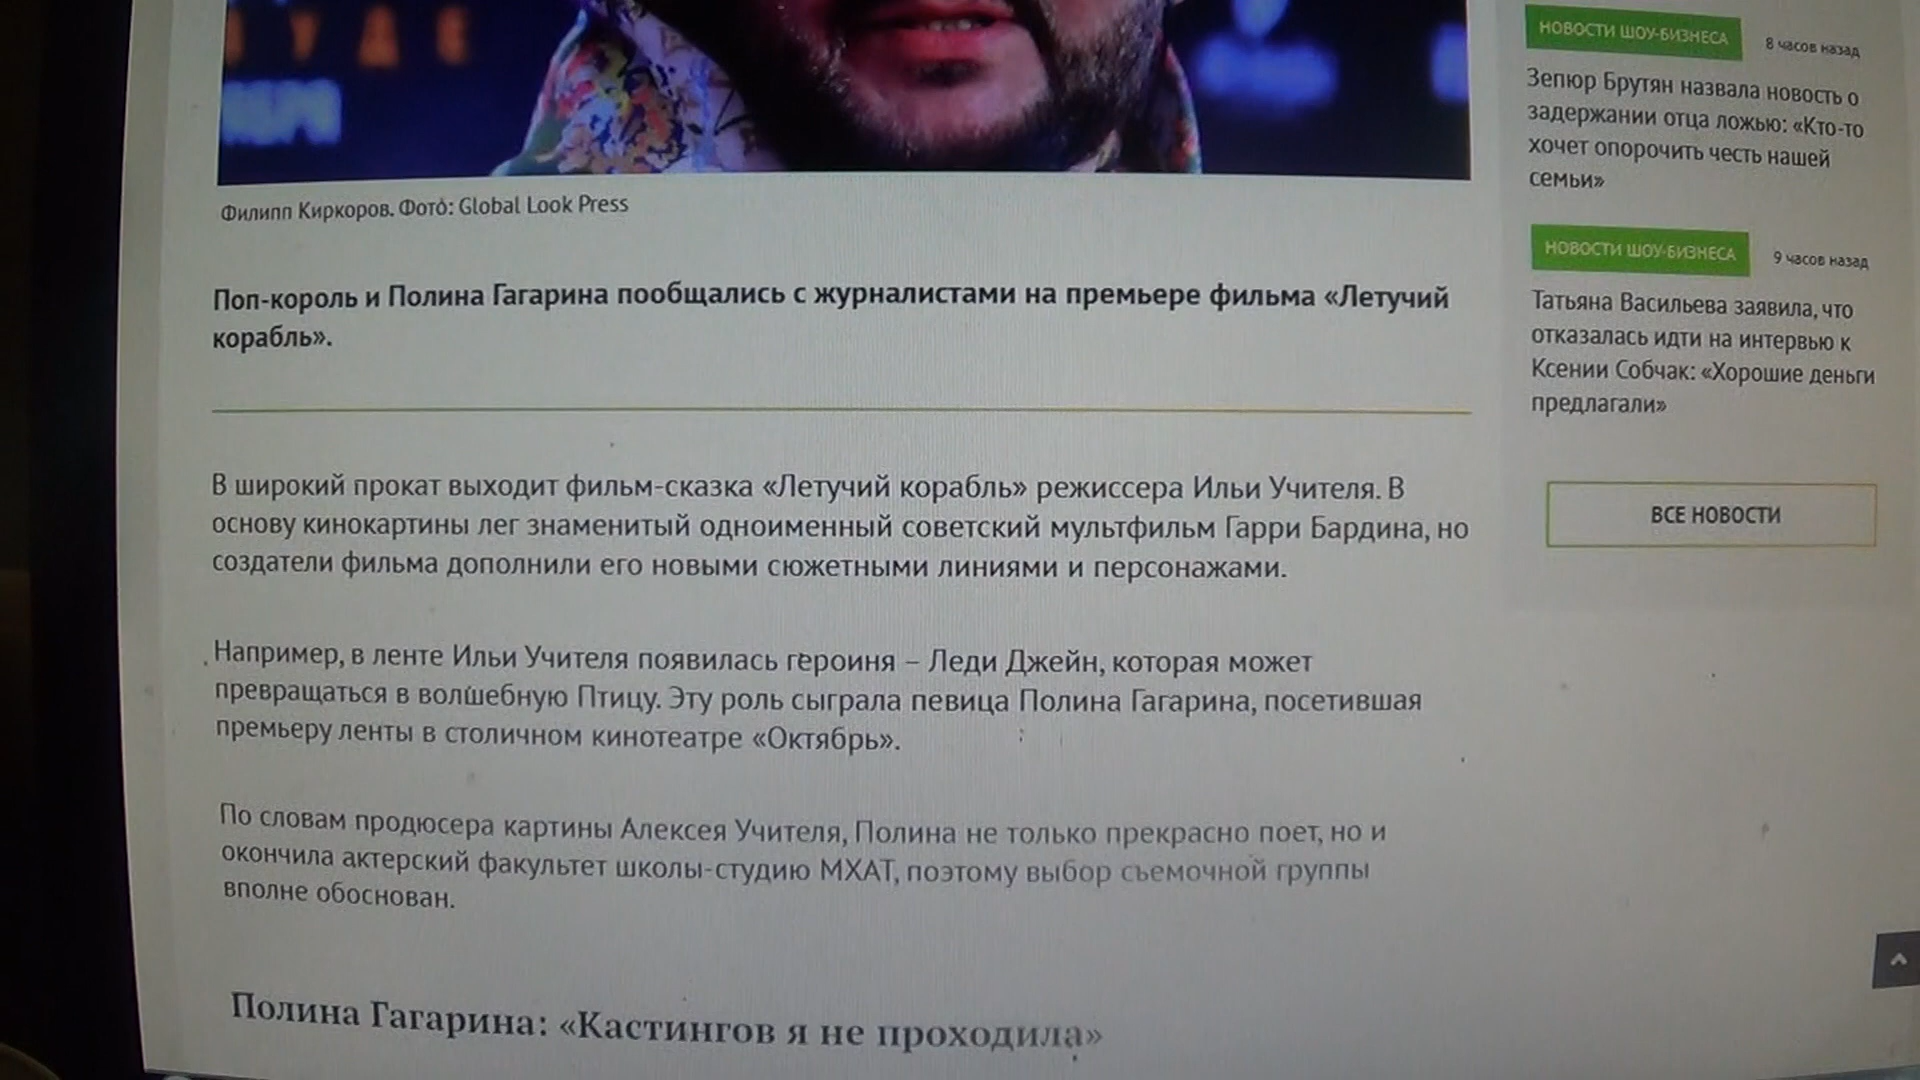 Филипп Киркоров. Фото: Global Look Press
Поп-король и Полина Гагарина пообщались с журналистами на премьере фильма «Летучий
корабль».
В широкий прокат выходит фильм-сказка «Летучий корабль» режиссера Ильи Учителя. В
основу кинокартины лег знаменитый одноименный советский мультфильм Гарри Бардина, но
создатели фильма дополнили его новыми сюжетными линиями и персонажами.
Например, в ленте Ильи Учителя появилась героиня – Леди Джейн, которая может
превращаться в волшебную Птицу. Эту роль сыграла певица Полина Гагарина, посетившая
премьеру ленты в столичном кинотеатре «Октябрь».
По словам продюсера картины Алексея Учителя, Полина не только прекрасно поет, но и
окончила актерский факультет школы-студию МХАТ, поэтому выбор съемочной группы
вполне обоснован.
Полина Гагарина: «Кастингов я не проходила»
НОВОСТИ ШОУ-БИЗНЕСА 8 часов назад
Зепюр Брутян назвала новость о
задержании отца ложью: «Кто-то
хочет опорочить честь нашей
семьи»
НОВОСТИ ШОУ-БИЗНЕСА 9 часов назад
Татьяна Васильева заявила, что
отказалась идти на интервью к
Ксении Собчак: «Хорошие деньги
предлагали»
ВСЕ НОВОСТИ